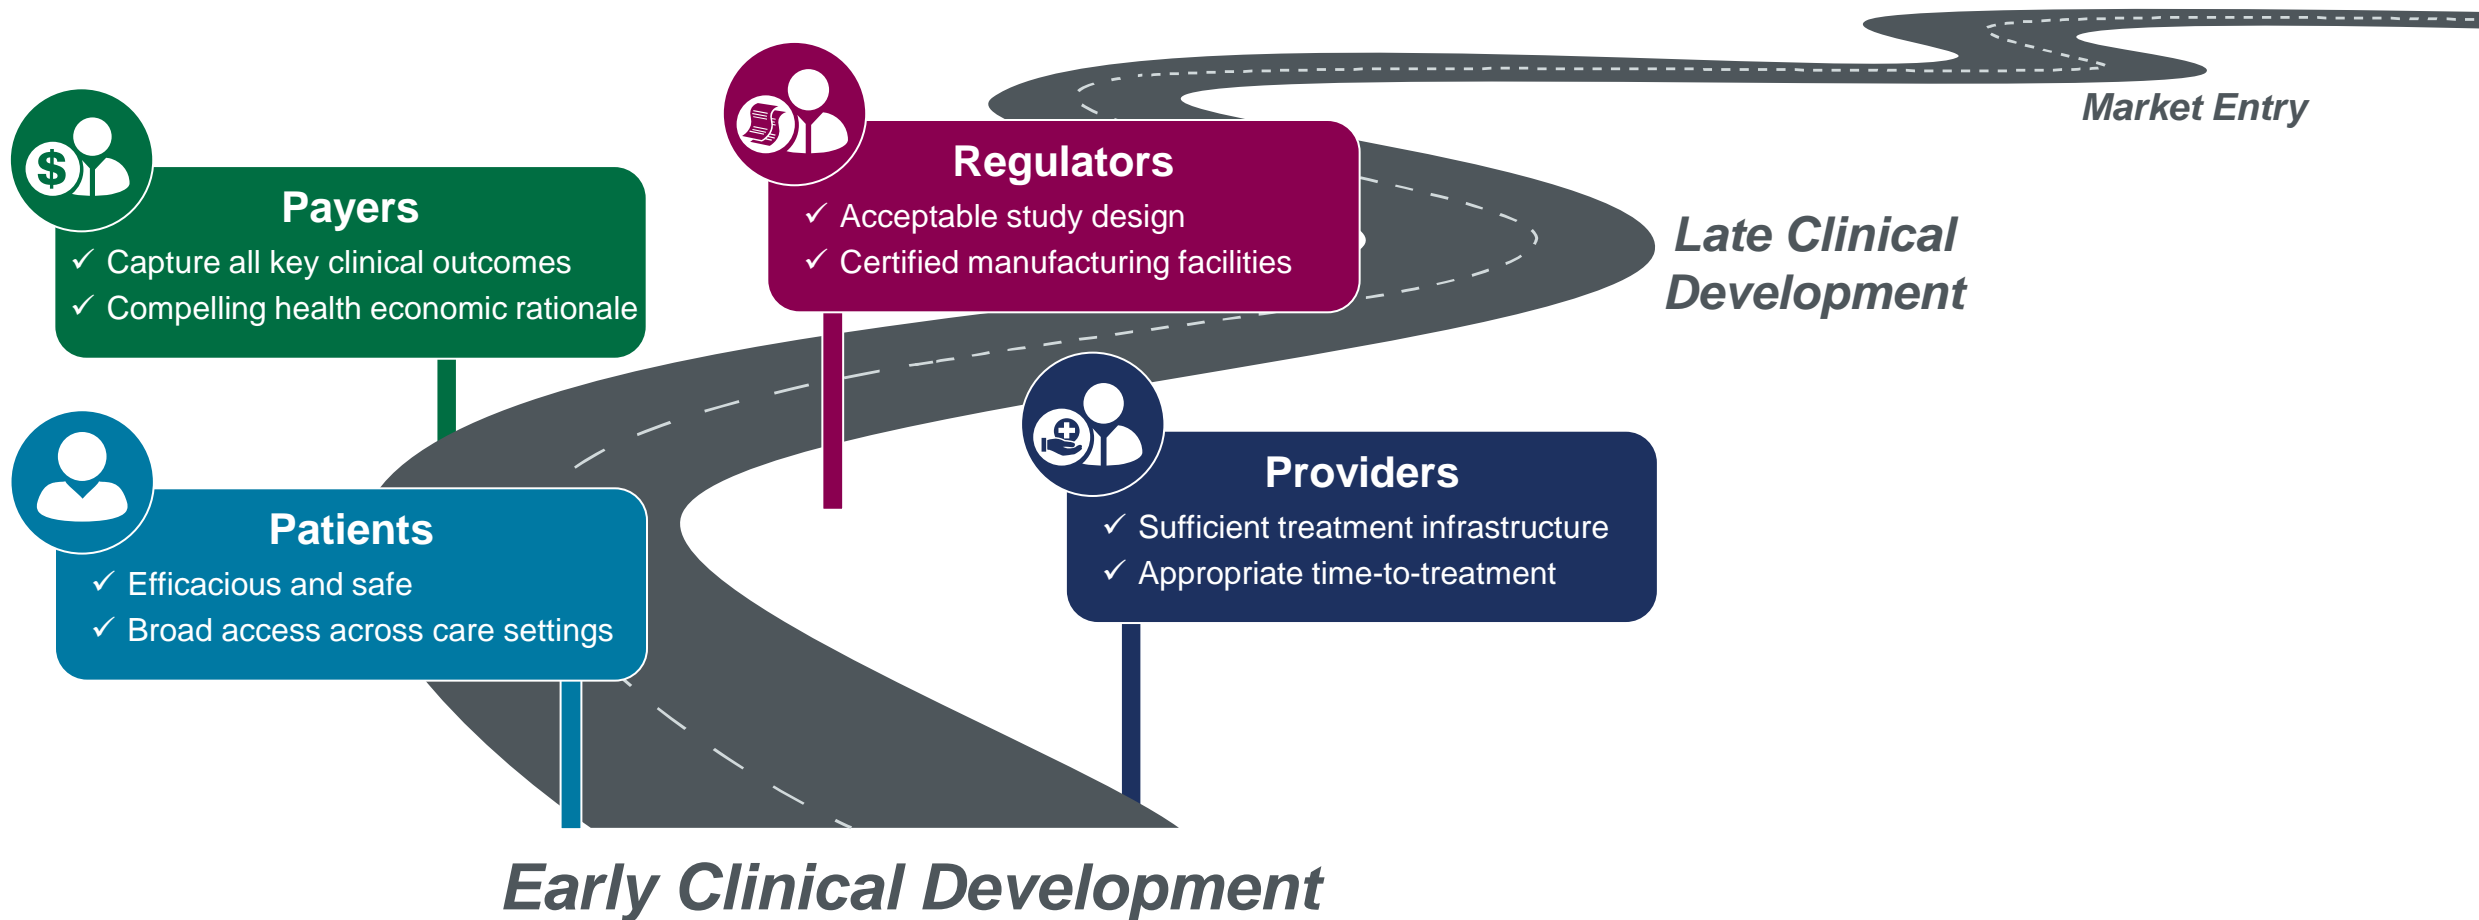 Market Entry
Regulators
✓ Acceptable study design
✓ Certified manufacturing facilities
Payers
✓ Capture all key clinical outcomes
✓ Compelling health economic rationale
$
Late Clinical
Development
Providers
✓ Sufficient treatment infrastructure
✓ Appropriate time-to-treatment
Patients
✓ Efficacious and safe
✓ Broad access across care settings
Early Clinical Development